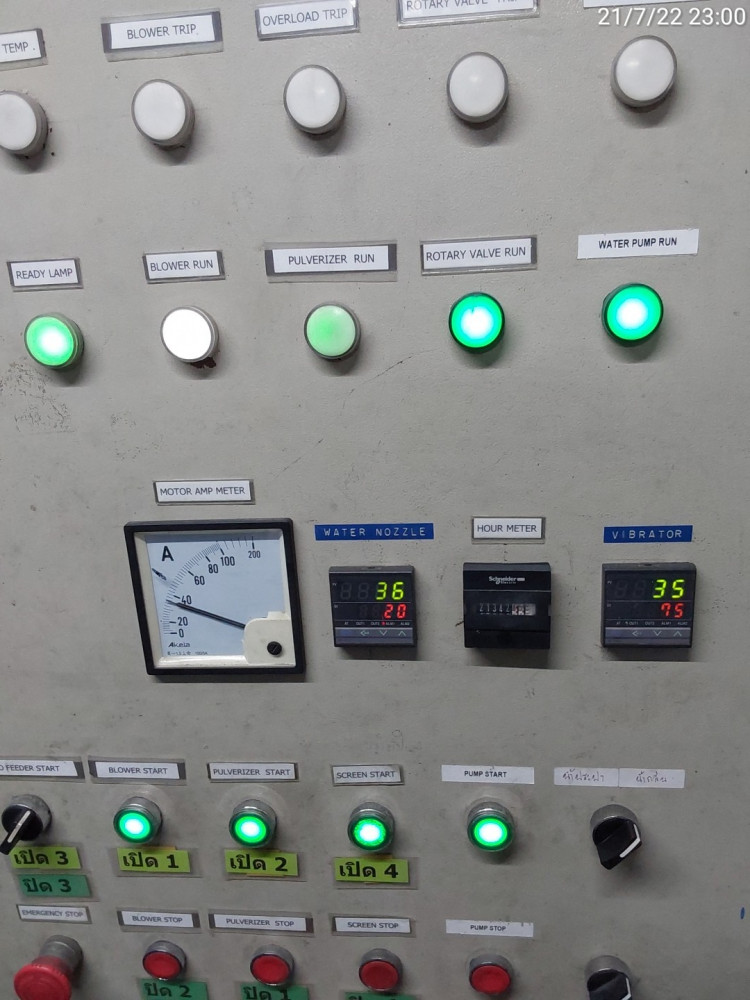 21/7/22 23:00
TEMP.
BLOWER TRIP.
OVERLOAD TRIP
ROTARY VALVE
READY LAMP
BLOWER RUN
PULVERIZER RUN
ROTARY VALVE RUN
WATER PUMP RUN
MOTOR AMP METER
WATER NOZZLE
HOUR METER
VIBRATOR
A
0
20
40
60
80
100
200
36
20
Schneider
35
75
FEEDER START
BLOWER START
PULVERIZER START
SCREEN START
PUMP START
เปิด 3
เปิด 1
เปิด 2
เปิด 4
ปิด 3
EMERGENCY STOP
BLOWER STOP
PULVERIZER STOP
SCREEN STOP
PUMP STOP
ปิด 2
ปิด 1